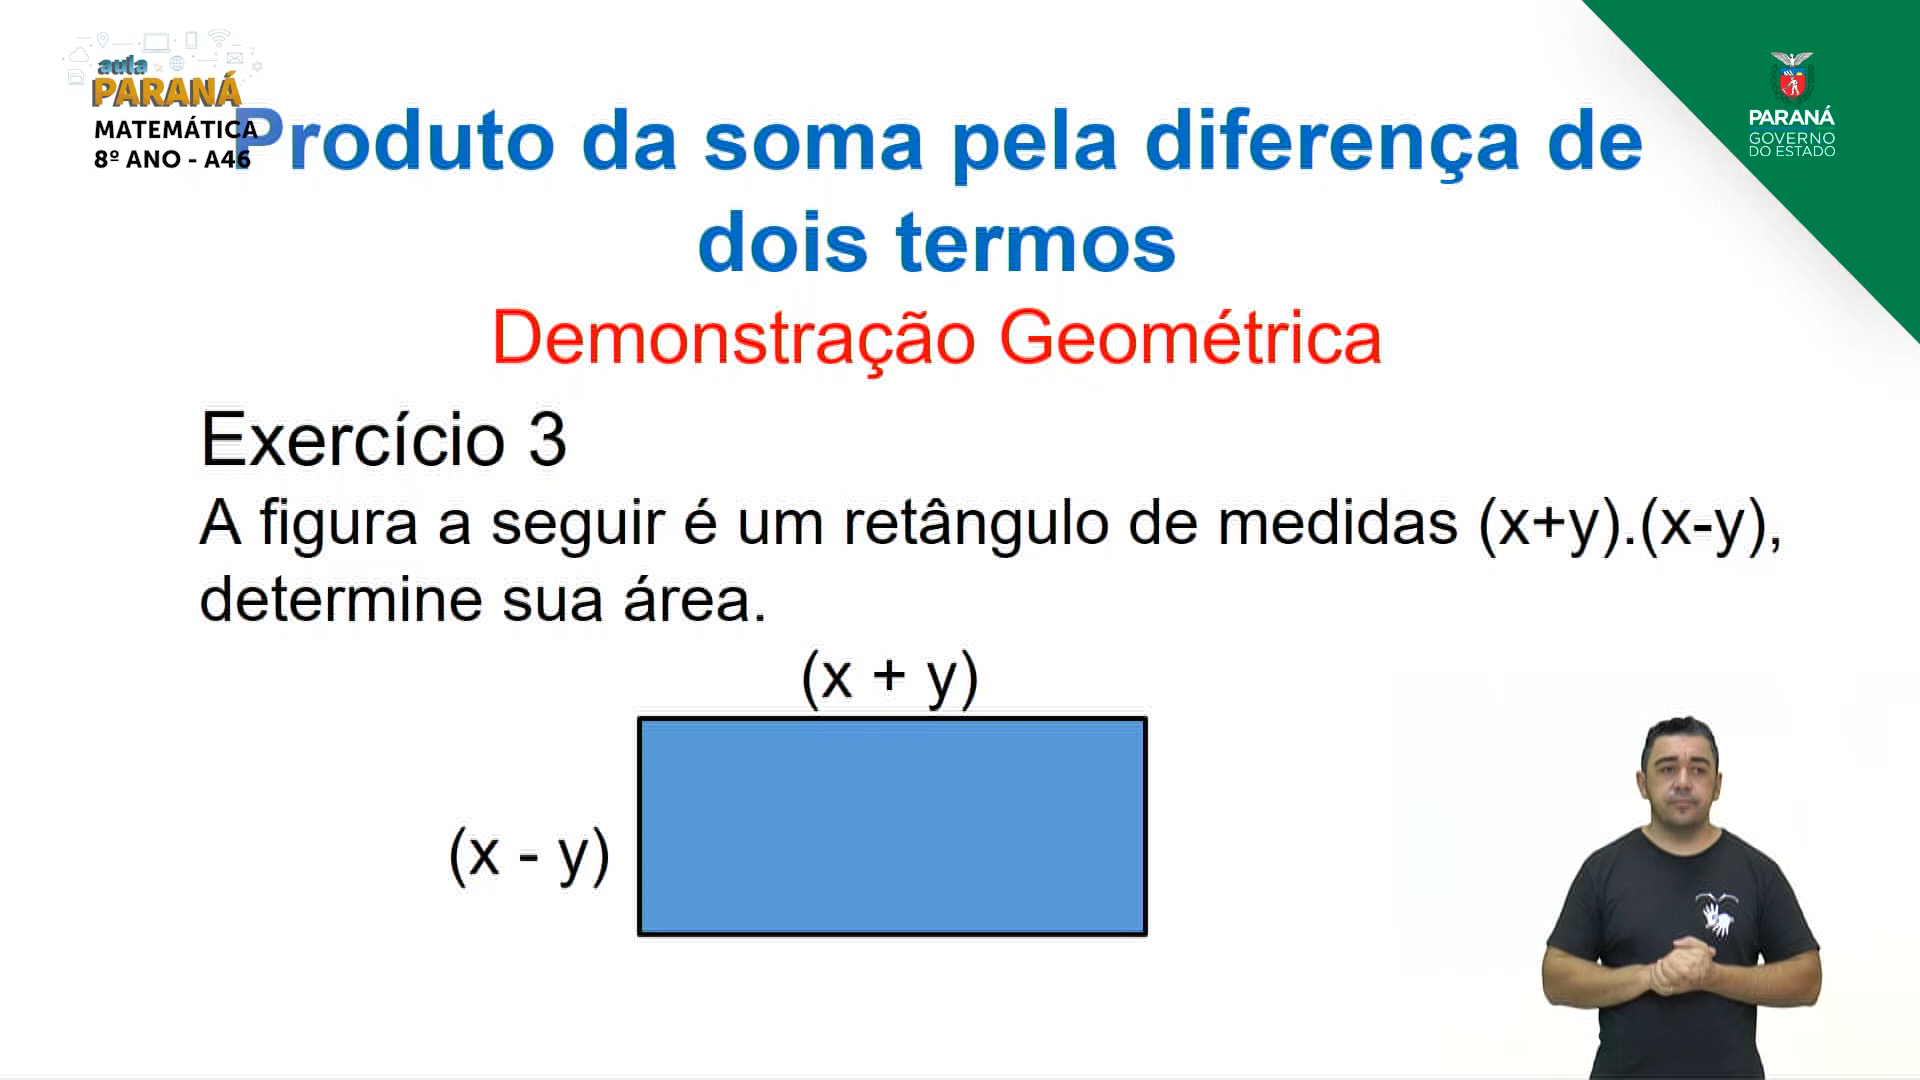 aula
PARANÁ
MATEMÁTICA
8º ANO - A46
PARANÁ
GOVERNO
DO ESTADO
Produto da soma pela diferença de
dois termos
Demonstração Geométrica
Exercício 3
A figura a seguir é um retângulo de medidas (x+y).(x-y),
determine sua área.
(x + y)
(x - y)